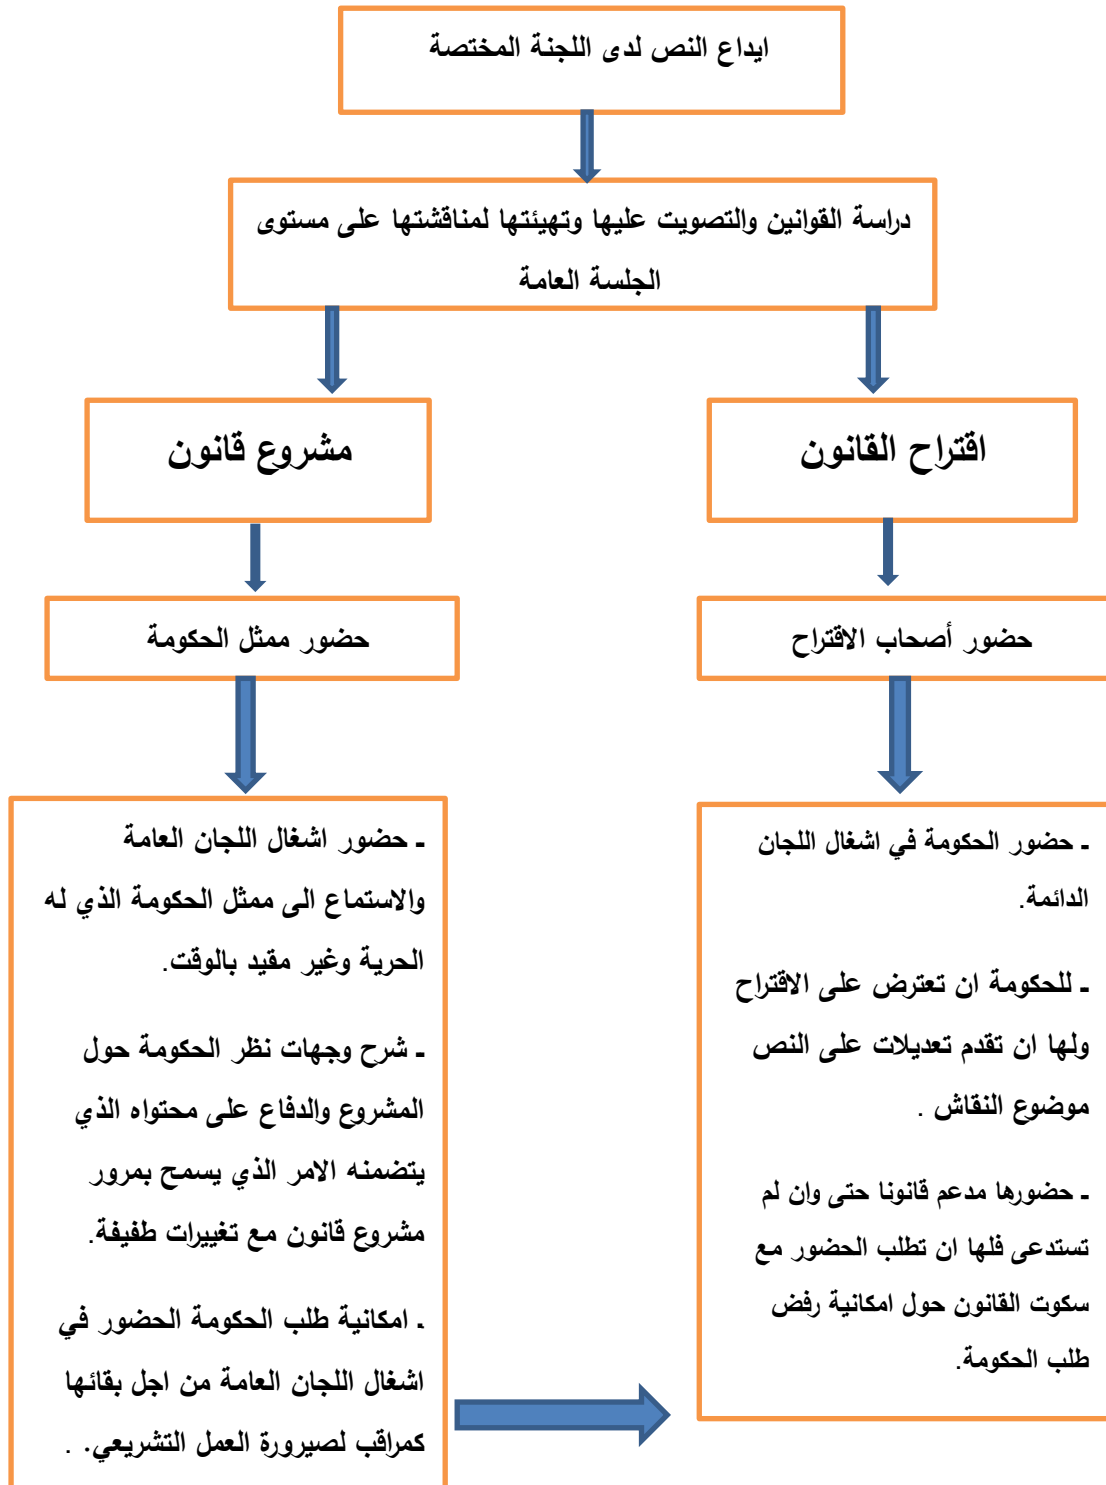 ايداع النص لدى اللجنة المختصة
دراسة القوانين والتصويت عليها وتهيئتها لمناقشتها على مستوى
الجلسة العامة
اقتراح القانون
مشروع قانون
حضور أصحاب الاقتراح
حضور ممثل الحكومة
ـ حضور الحكومة في اشغال اللجان
الدائمة.
ـ للحكومة ان تعترض على الاقتراح
ولها ان تقدم تعديلات على النص
موضوع النقاش .
ـ حضورها مدعم قانونا حتى وان لم
تستدعى فلها ان تطلب الحضور مع
سكوت القانون حول امكانية رفض
طلب الحكومة.
ـ حضور اشغال اللجان العامة
والاستماع الى ممثل الحكومة الذي له
الحرية وغير مقيد بالوقت.
ـ شرح وجهات نظر الحكومة حول
المشروع والدفاع على محتواه الذي
يتضمنه الامر الذي يسمح بمرور
مشروع قانون مع تغييرات طفيفة.
ـ امكانية طلب الحكومة الحضور في
اشغال اللجان العامة من اجل بقائها
كمراقب لصيرورة العمل التشريعي. .